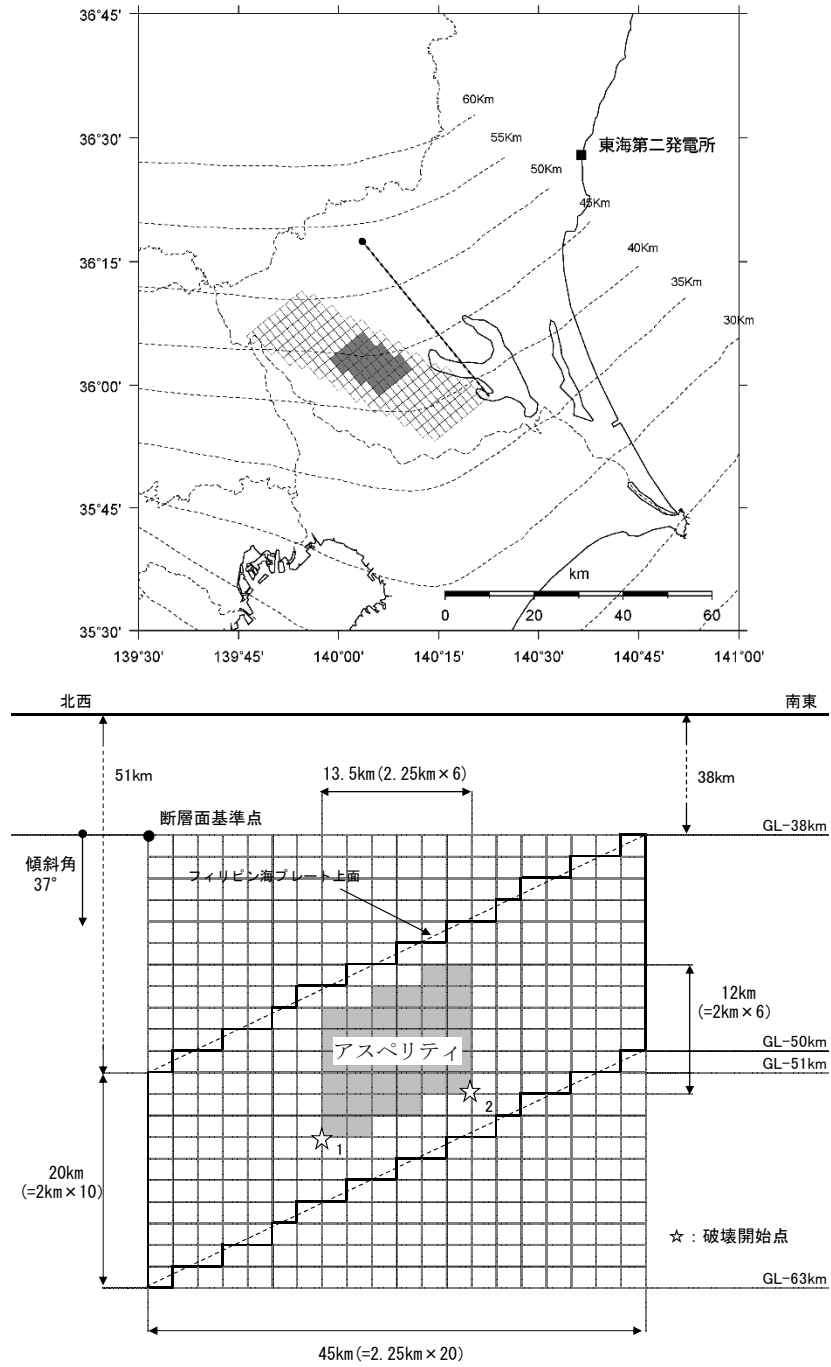 36°45'
36°30'
36°15'
36°00'
35°45'
35°30'
139°30'
139°45'
140°00'
140°15'
140°30'
140°45'
141°00'
60Km
55Km
50Km
45Km
40Km
35Km
30Km
東海第二発電所
km
0
20
40
60
北西
南東
51km
13.5km(2.25km×6)
38km
断層面基準点
GL-38km
傾斜角
37°
フィリピン海プレート上面
アスペリティ
12km
(=2km×6)
GL-50km
GL-51km
1
2
20km
(=2km×10)
☆：破壊開始点
GL-63km
45km(=2.25km×20)